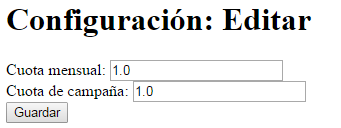 Configuración: Editar
Cuota mensual: 1.0
Cuota de campaña: 1.0
Guardar